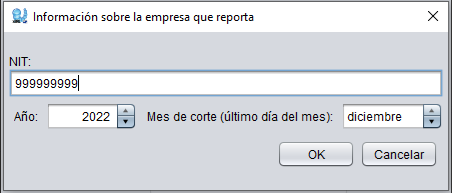 Información sobre la empresa que reporta
NIT:
999999999
Año: 2022 Mes de corte (último día del mes): diciembre
OK Cancelar